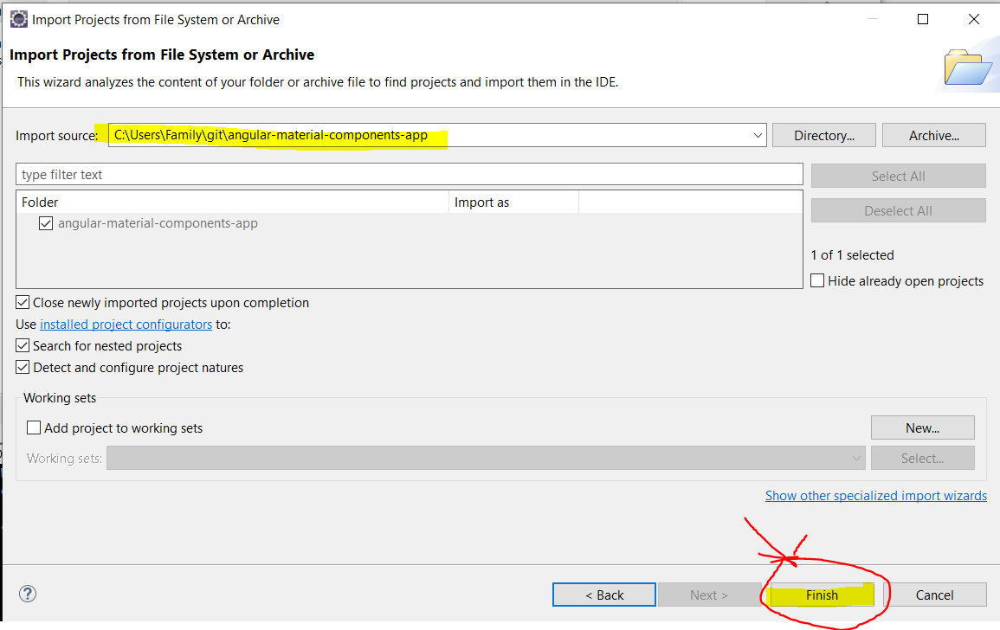 Import Projects from File System or Archive
Import Projects from File System or Archive
This wizard analyzes the content of your folder or archive file to find projects and import them in the IDE.
Import source: C:\Users\Family\git\angular-material-components-app Directory... Archive...
type filter text Select All
Folder Import as
Deselect All
angular-material-components-app
1 of 1 selected
Hide already open projects
Close newly imported projects upon completion
Use installed project configurators to:
Search for nested projects
Detect and configure project natures
Working sets
Add project to working sets New...
Working sets: Select...
Show other specialized import wizards
? < Back Next > Finish Cancel